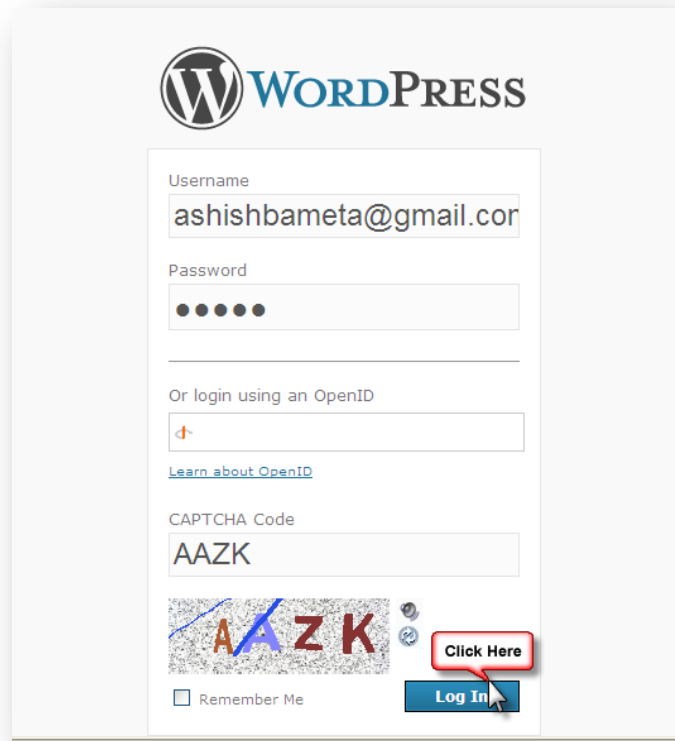 WORDPRESS
Username
ashishbameta@gmail.com
Password
Or login using an OpenID
Learn about OpenID
CAPTCHA Code
AAZK
AAZK
Click Here
Remember Me
Log In